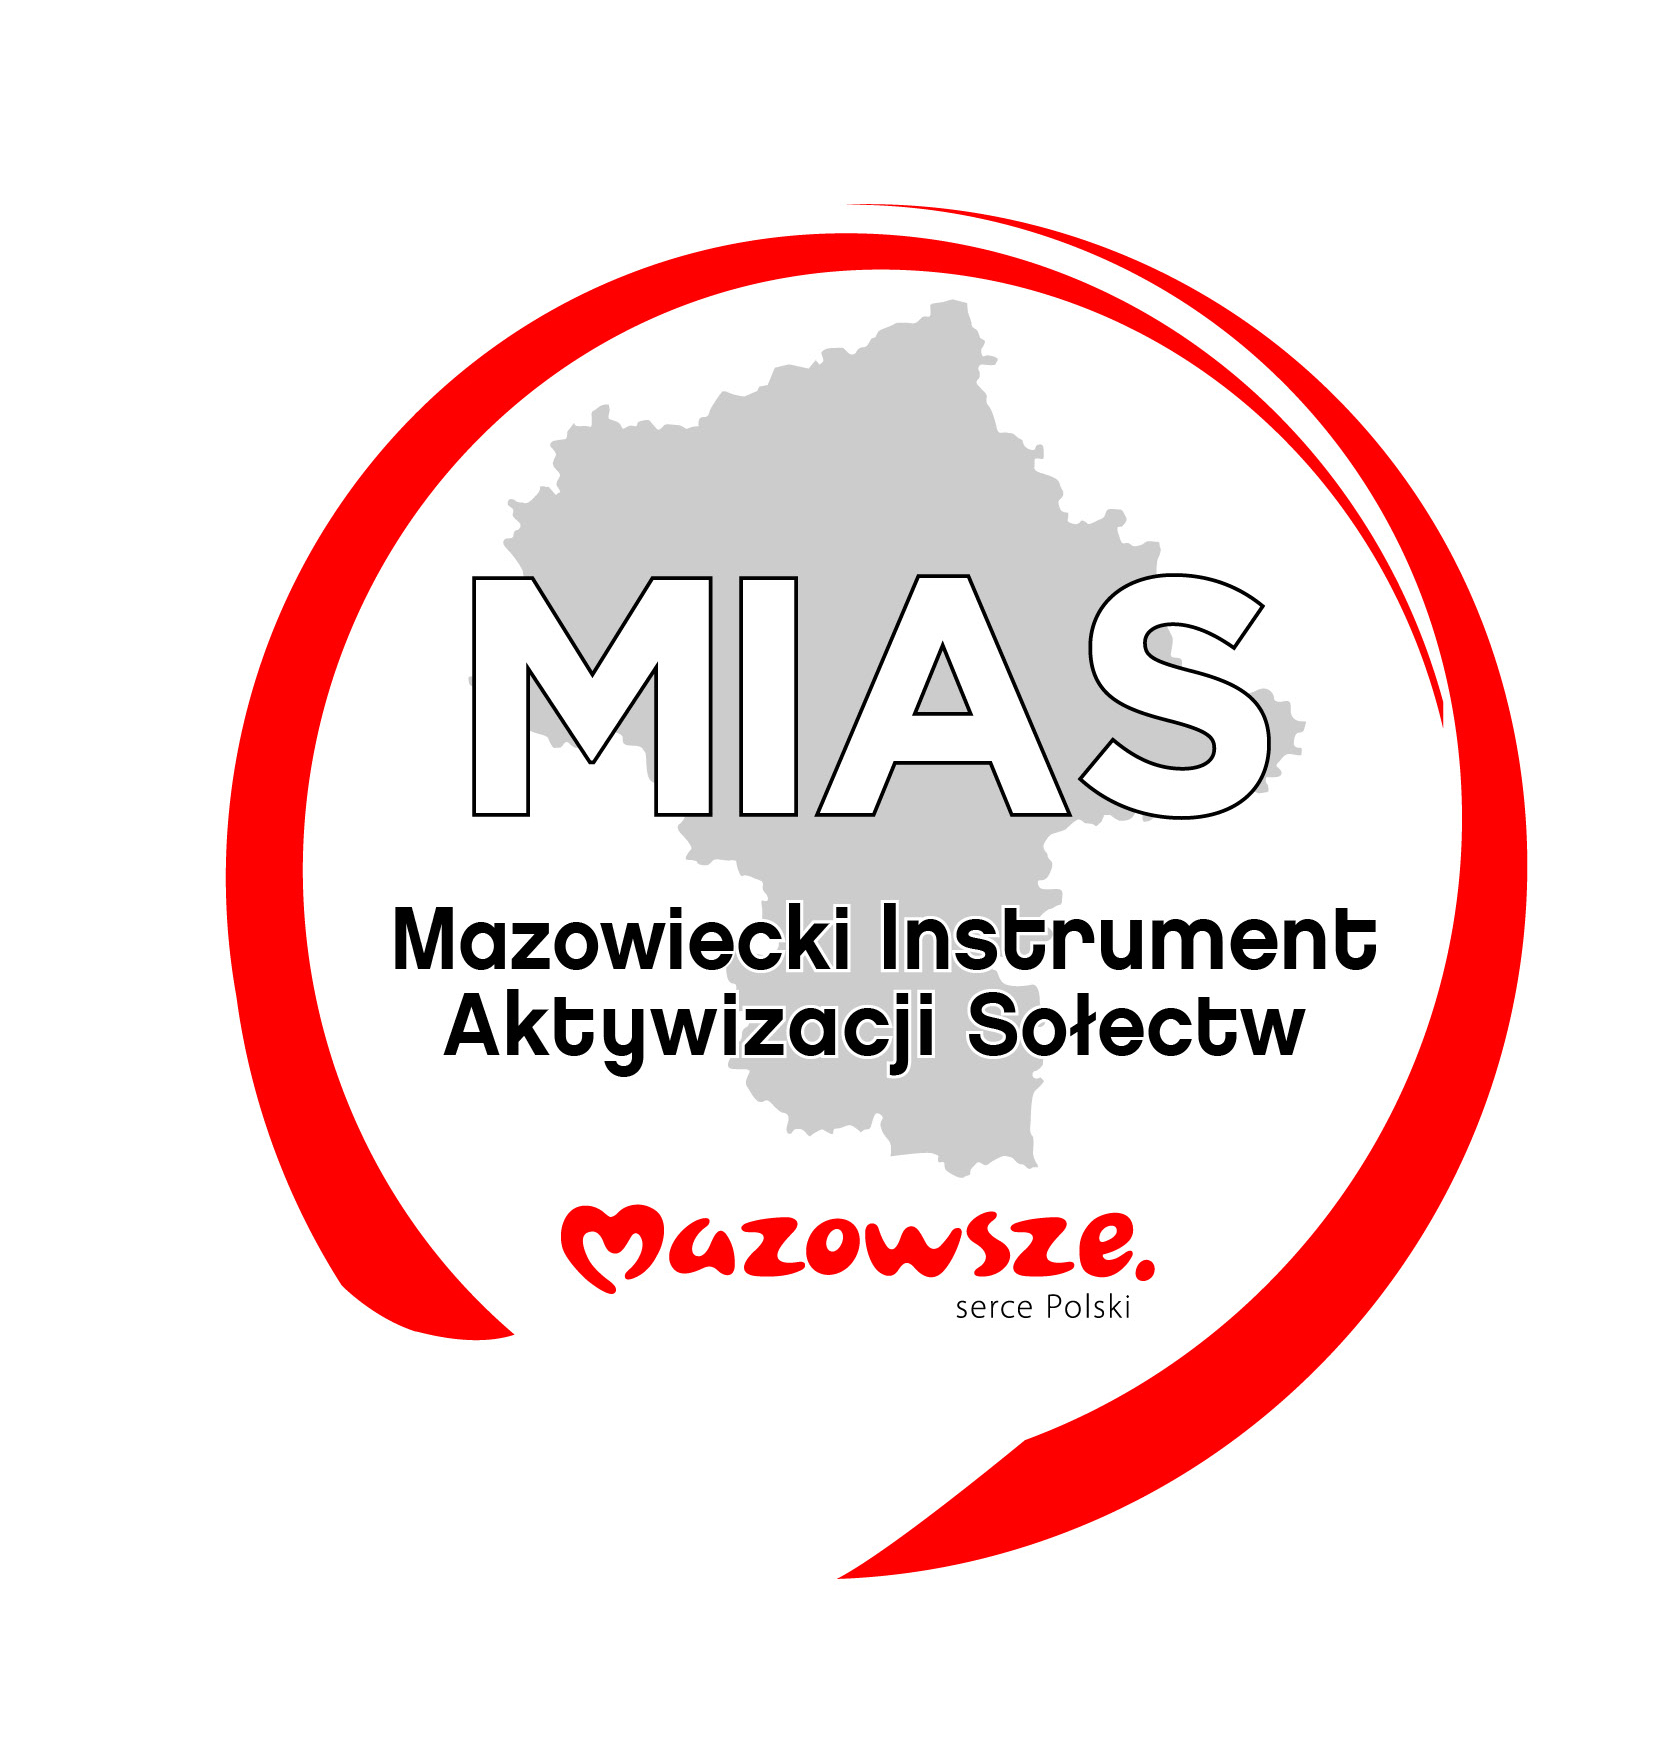 MIAS
Mazowiecki Instrument
Aktywizacji Sołectw
Mazowsze.
serce Polski